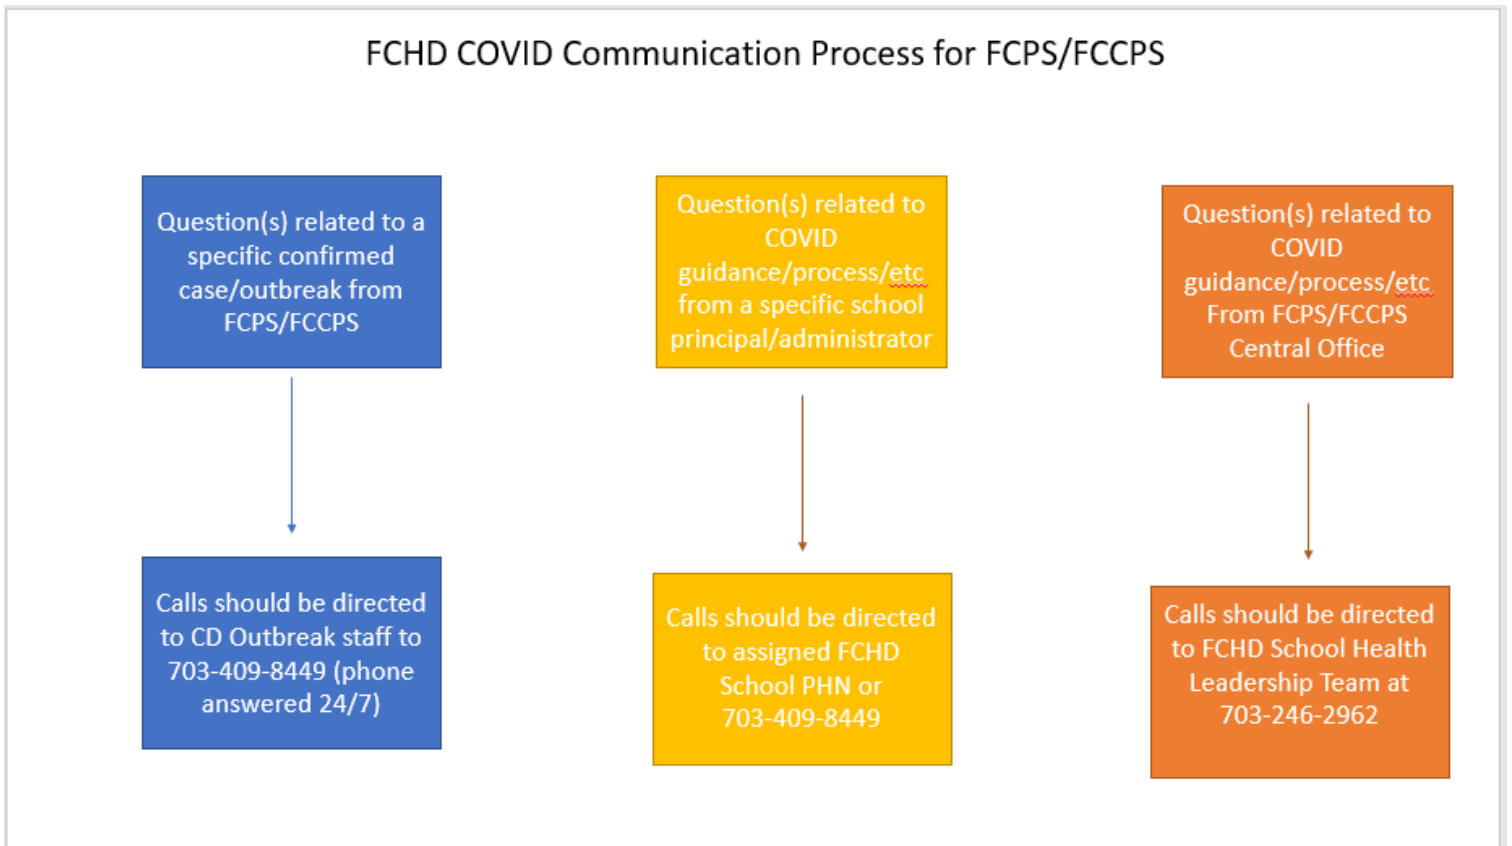 FCHD COVID Communication Process for FCPS/FCCPS
Question(s) related to a
specific confirmed
case/outbreak from
FCPS/FCCPS
Question(s) related to
COVID
guidance/process/etc
from a specific school
principal/administrator
Question(s) related to
COVID
guidance/process/etc
From FCPS/FCCPS
Central Office
Calls should be directed
to CD Outbreak staff to
703-409-8449 (phone
answered 24/7)
Calls should be directed
to assigned FCHD
School PHN or
703-409-8449
Calls should be directed
to FCHD School Health
Leadership Team at
703-246-2962